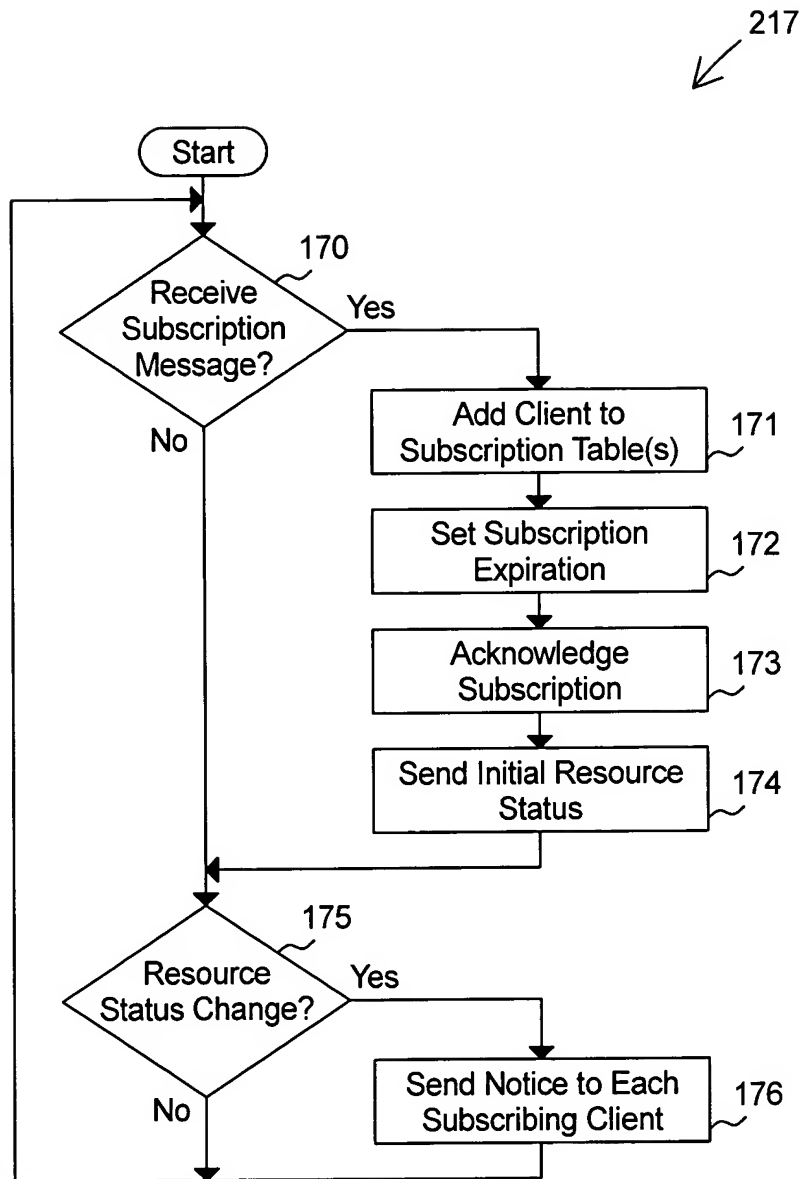 217
Start
170
Receive
Subscription
Message?
Yes
No
Add Client to
Subscription Table(s)
171
Set Subscription
Expiration
172
Acknowledge
Subscription
173
Send Initial Resource
Status
174
175
Resource
Status Change?
Yes
No
Send Notice to Each
Subscribing Client
176